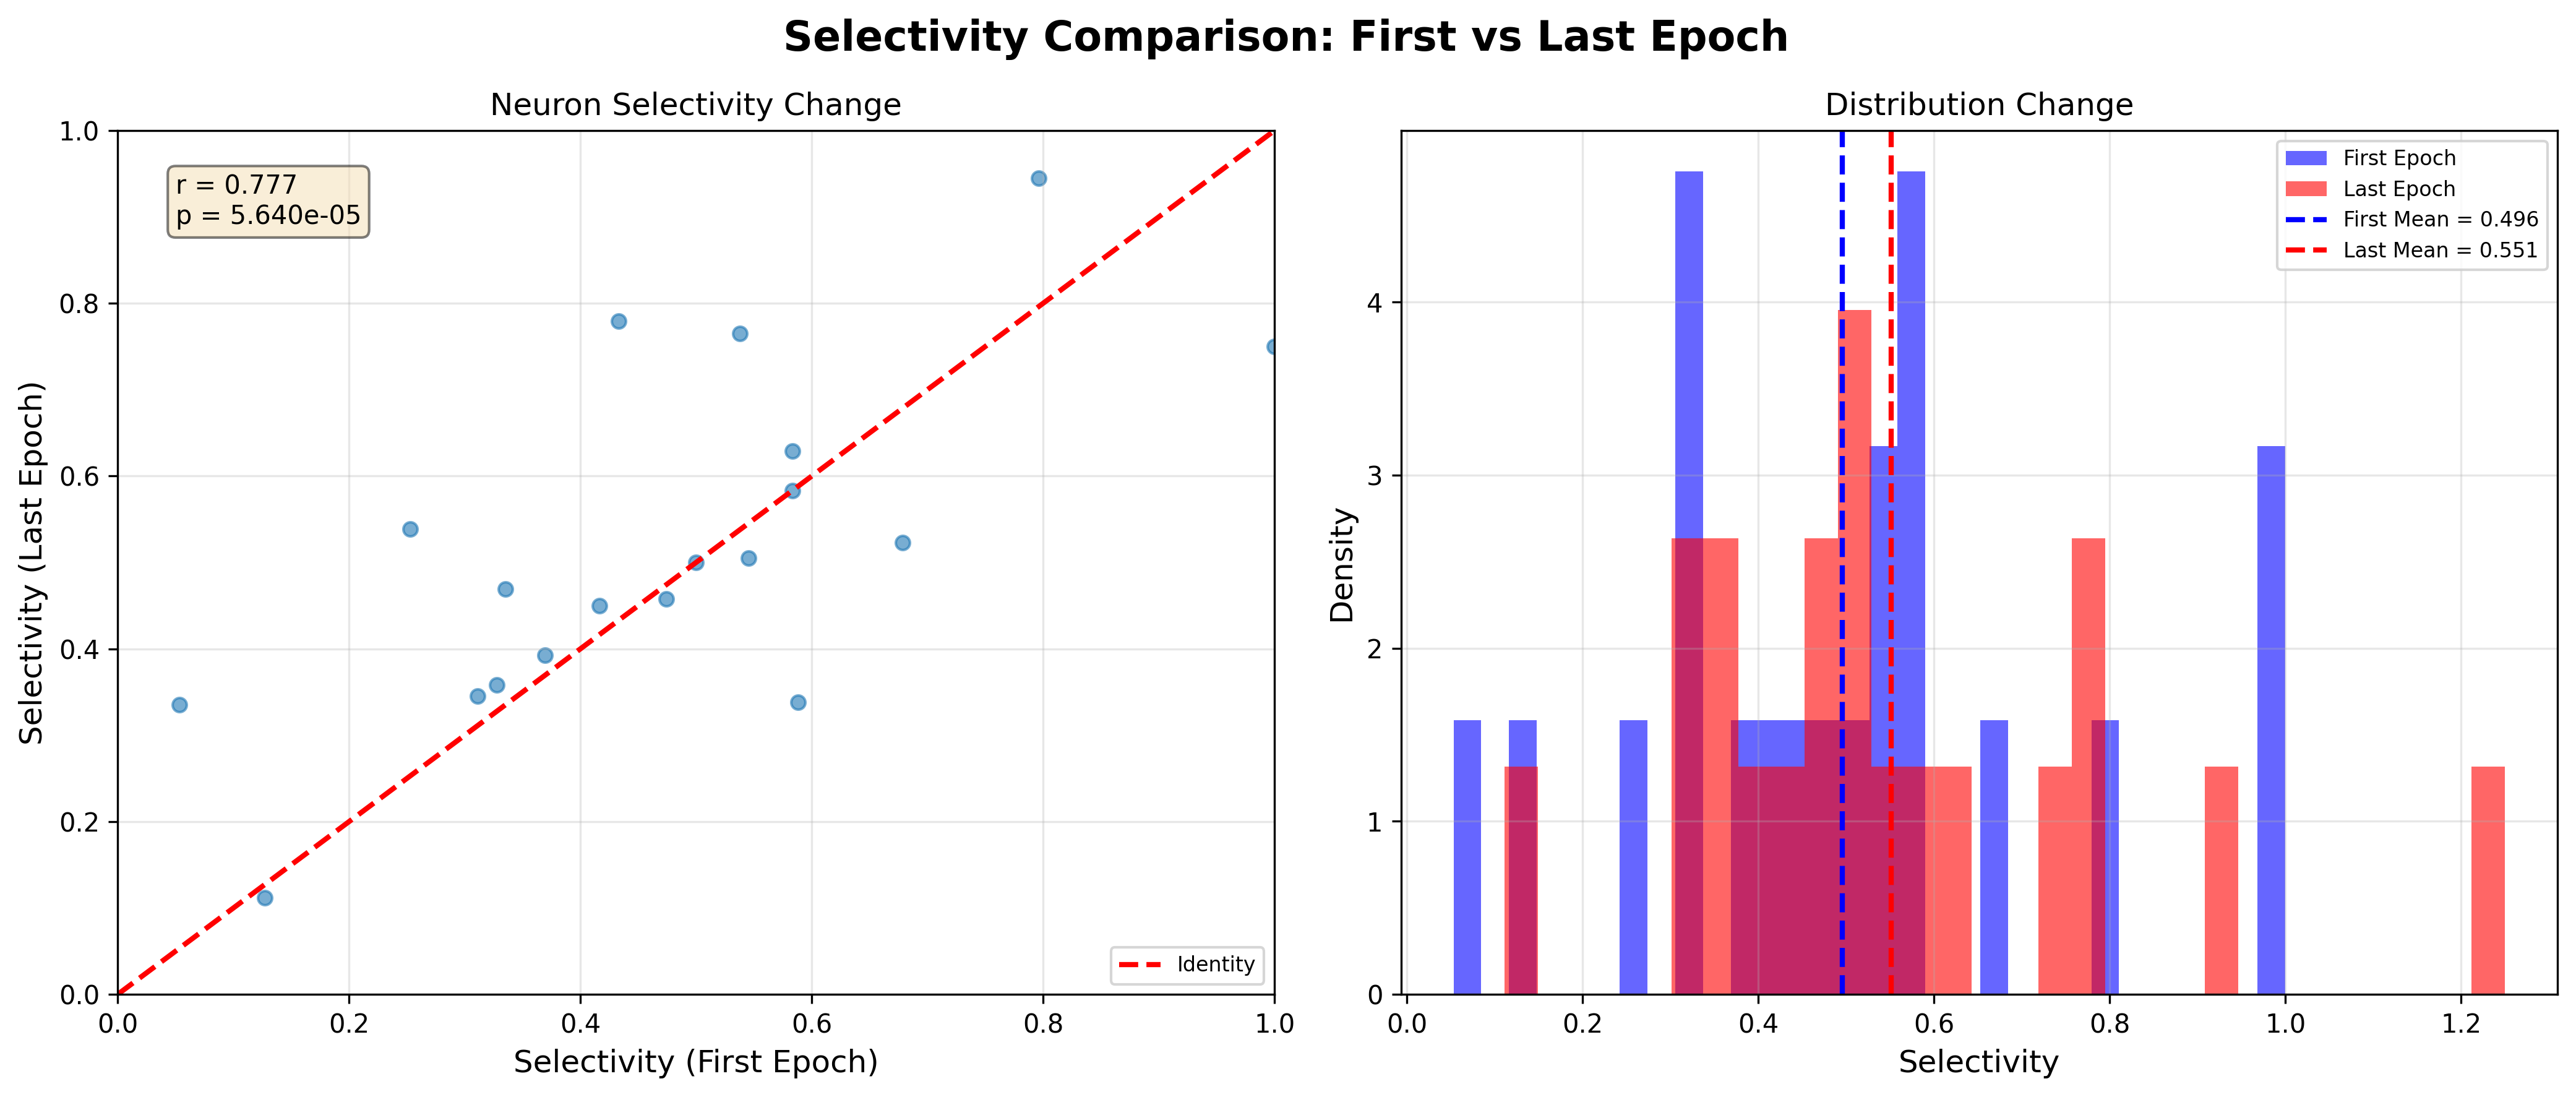 Selectivity Comparison: First vs Last Epoch
Neuron Selectivity Change
r = 0.777
p = 5.640e-05
Selectivity (Last Epoch)
1.0
0.8
0.6
0.4
0.2
0.0
0.0 0.2 0.4 0.6 0.8 1.0
Selectivity (First Epoch)
Identity
Distribution Change
First Epoch
Last Epoch
First Mean = 0.496
Last Mean = 0.551
Density
4
3
2
1
0
0.0 0.2 0.4 0.6 0.8 1.0 1.2
Selectivity